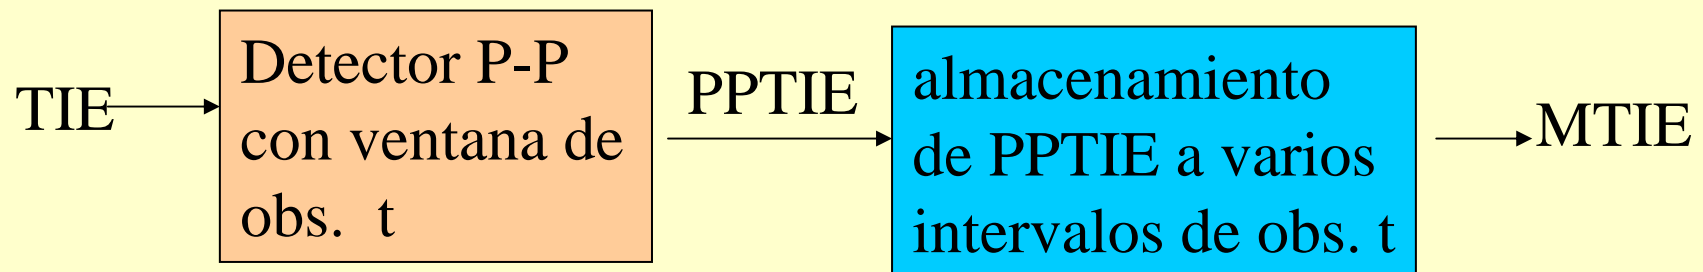 TIE
Detector P-P
con ventana de
obs. t
PPTIE
almacenamiento
de PPTIE a varios
intervalos de obs. t
MTIE